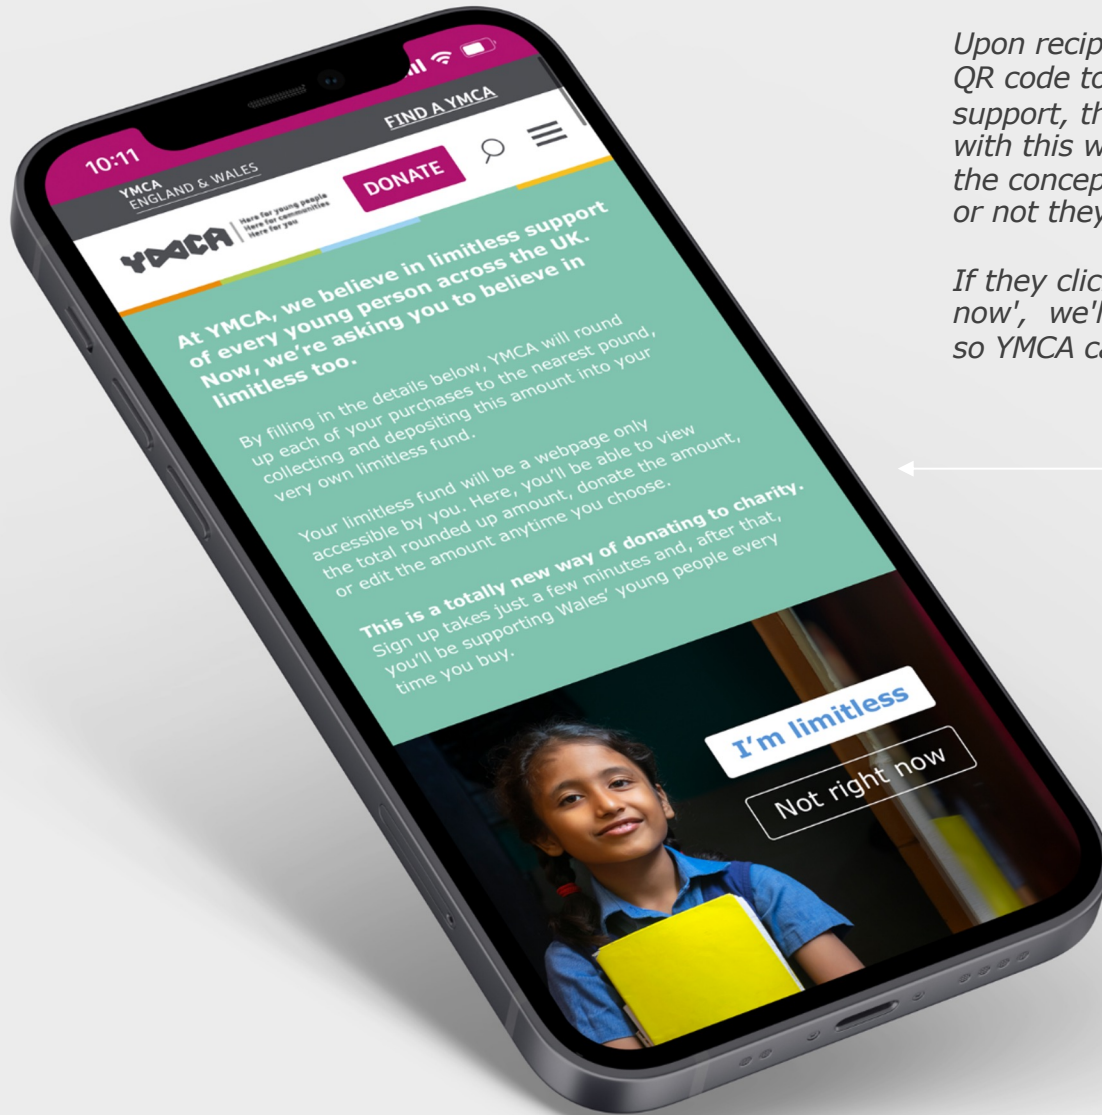 10:11
YMCA
ENGLAND & WALES
FIND A YMCA
YMCA
Here for young people
Here for communities
Here for you
DONATE
At YMCA, we believe in limitless support
of every young person across the UK.
Now, we're asking you to believe in
limitless too.
By filling in the details below, YMCA will round
up each of your purchases to the nearest pound,
collecting and depositing this amount into your
very own limitless fund.
Your limitless fund will be a webpage only
accessible by you. Here, you'll be able to view
the total rounded up amount, donate the amount,
or edit the amount anytime you choose.
This is a totally new way of donating to charity.
Sign up takes just a few minutes and, after that,
you'll be supporting Wales' young people every
time you buy.
I'm limitless
Not right now
Upon recip
QR code to
support, th
with this w
the concep
or not they
If they clic
now', we'l
so YMCA ca